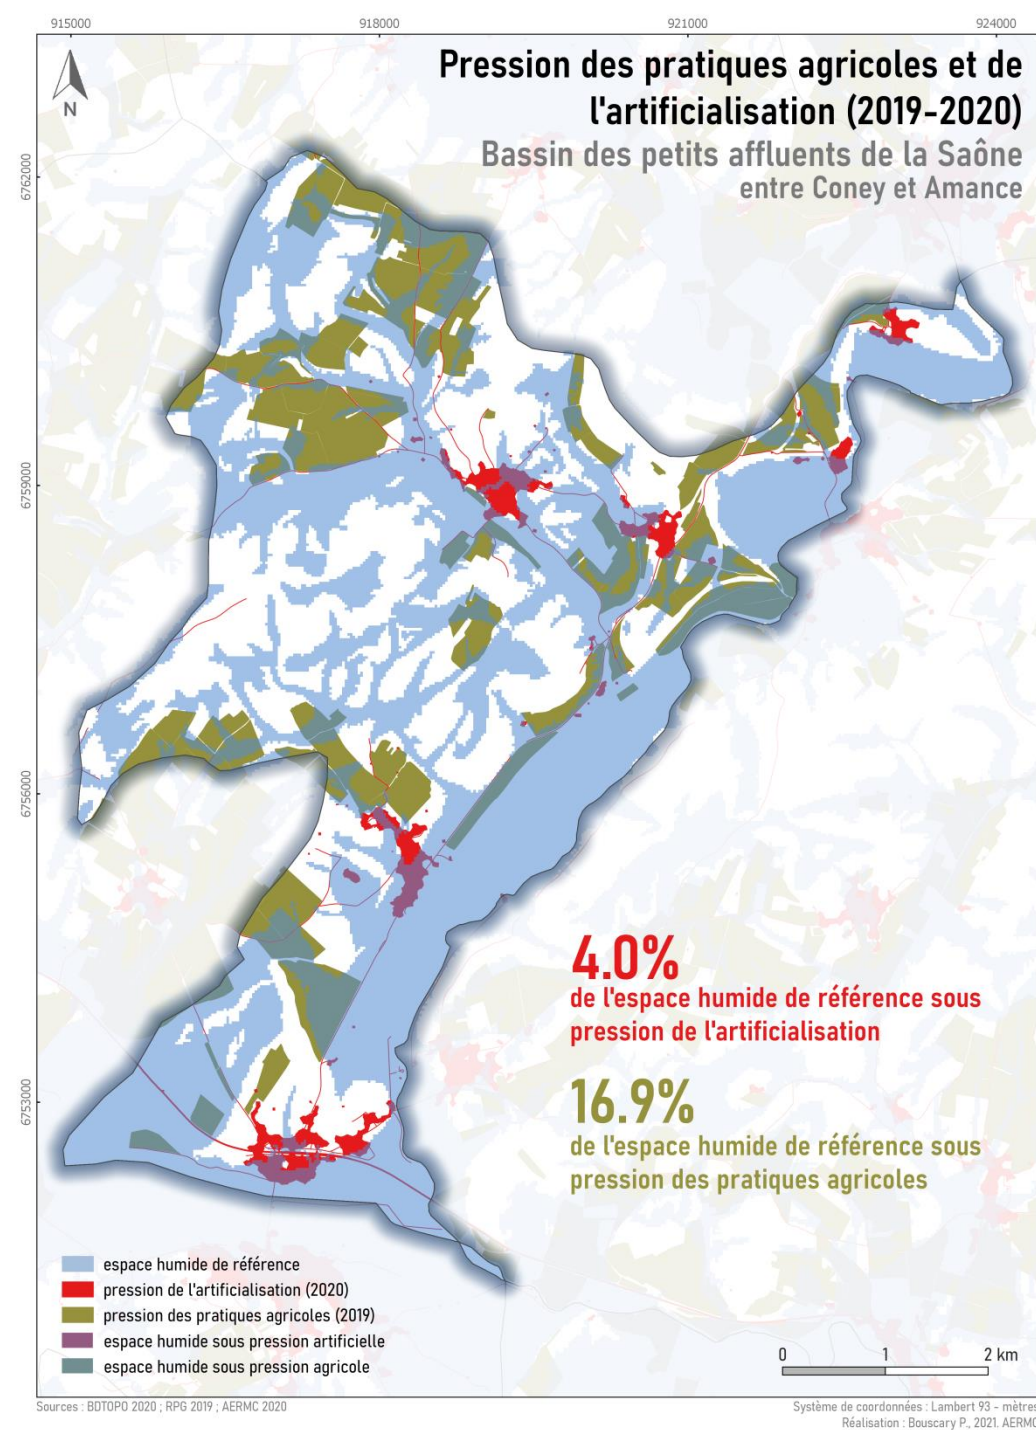 915000
918000
921000
924000
Pression des pratiques agricoles et de
l'artificialisation (2019-2020)
Bassin des petits affluents de la Saône
entre Coney et Amance
N
6762000
6759000
6756000
6753000
4.0%
de l'espace humide de référence sous
pression de l'artificialisation
16.9%
de l'espace humide de référence sous
pression des pratiques agricoles
espace humide de référence
pression de l'artificialisation (2020)
pression des pratiques agricoles (2019)
espace humide sous pression artificielle
espace humide sous pression agricole
0 1 2 km
Sources : BDTOPO 2020 ; RPG 2019 ; AERMC 2020
Système de coordonnées : Lambert 93 - mètres
Réalisation : Bouscary P., 2021. AERMC